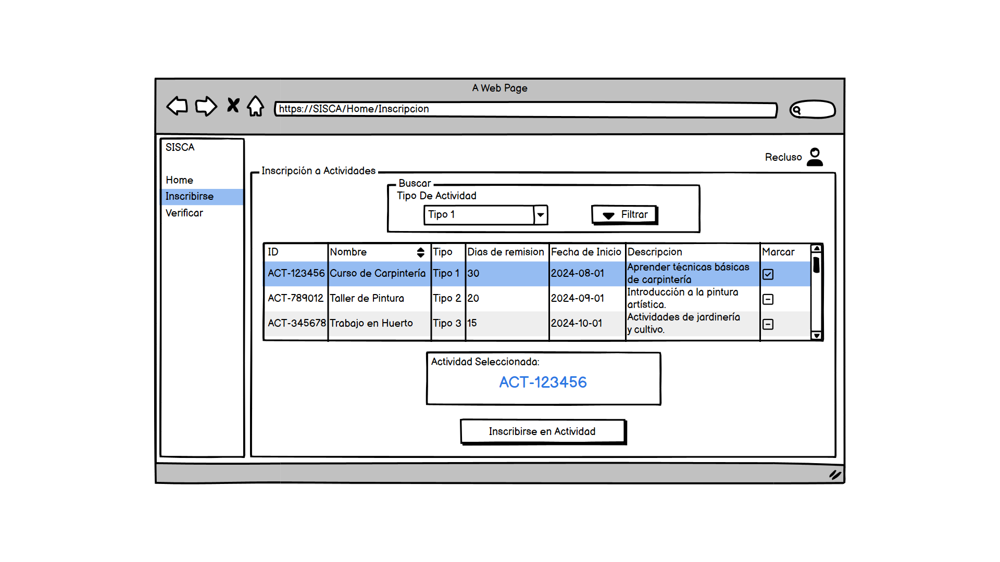 A Web Page
https://SISCA/Home/Inscripcion
SISCA
Home
Inscribirse
Verificar
Recluso
Inscripción a Actividades
Buscar
Tipo De Actividad
Tipo 1
Filtrar
ID Nombre Tipo Dias de remision Fecha de Inicio Descripcion Marcar
ACT-123456 Curso de Carpintería Tipo 1 30 2024-08-01 Aprender técnicas básicas
de carpintería
ACT-789012 Taller de Pintura Tipo 2 20 2024-09-01 Introducción a la pintura
artística.
ACT-345678 Trabajo en Huerto Tipo 3 15 2024-10-01 Actividades de jardinería
y cultivo.
Actividad Seleccionada:
ACT-123456
Inscribirse en Actividad